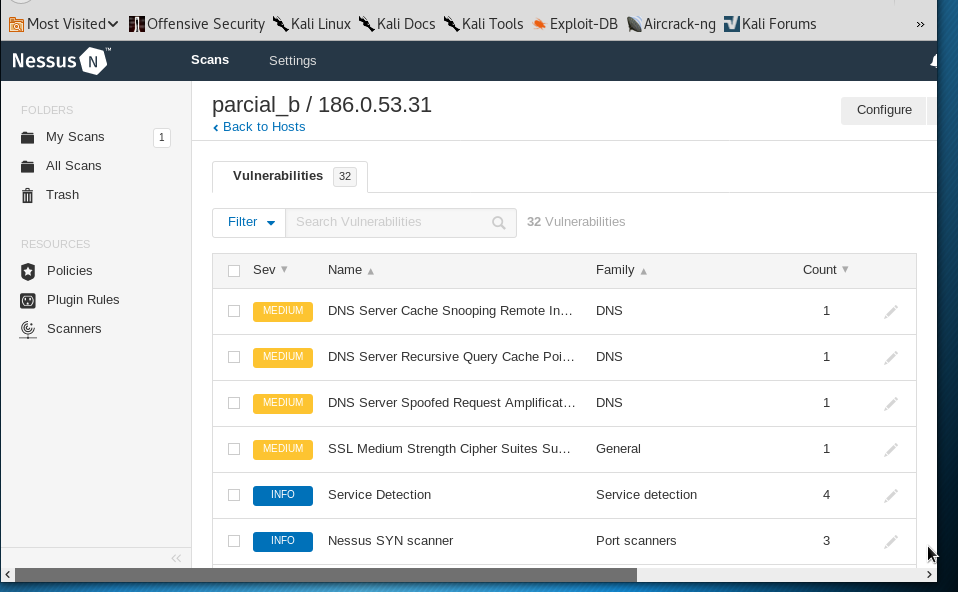 Most Visited Offensive Security Kali Linux Kali Docs Kali Tools Exploit-DB Aircrack-ng Kali Forums »
Nessus N ™ Scans Settings
parcial_b / 186.0.53.31
Configure
‹ Back to Hosts
FOLDERS
My Scans 1
All Scans
Trash
RESOURCES
Policies
Plugin Rules
Scanners
«
Vulnerabilities 32
Filter Search Vulnerabilities 32 Vulnerabilities
Sev Name Family Count
MEDIUM DNS Server Cache Snooping Remote In... DNS 1
MEDIUM DNS Server Recursive Query Cache Poi... DNS 1
MEDIUM DNS Server Spoofed Request Amplificat... DNS 1
MEDIUM SSL Medium Strength Cipher Suites Su... General 1
INFO Service Detection Service detection 4
INFO Nessus SYN scanner Port scanners 3